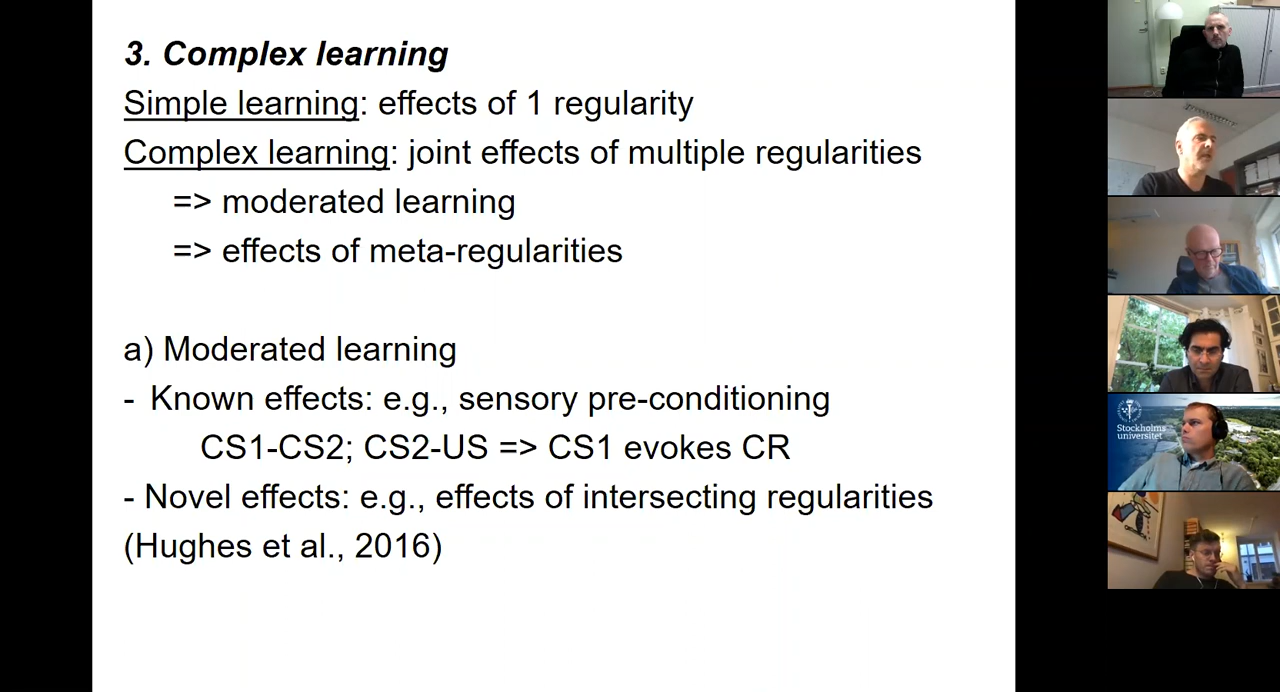 3. Complex learning
Simple learning: effects of 1 regularity
Complex learning: joint effects of multiple regularities
=> moderated learning
=> effects of meta-regularities
a) Moderated learning
- Known effects: e.g., sensory pre-conditioning
CS1-CS2; CS2-US => CS1 evokes CR
- Novel effects: e.g., effects of intersecting regularities
(Hughes et al., 2016)
Stockholms
universitet